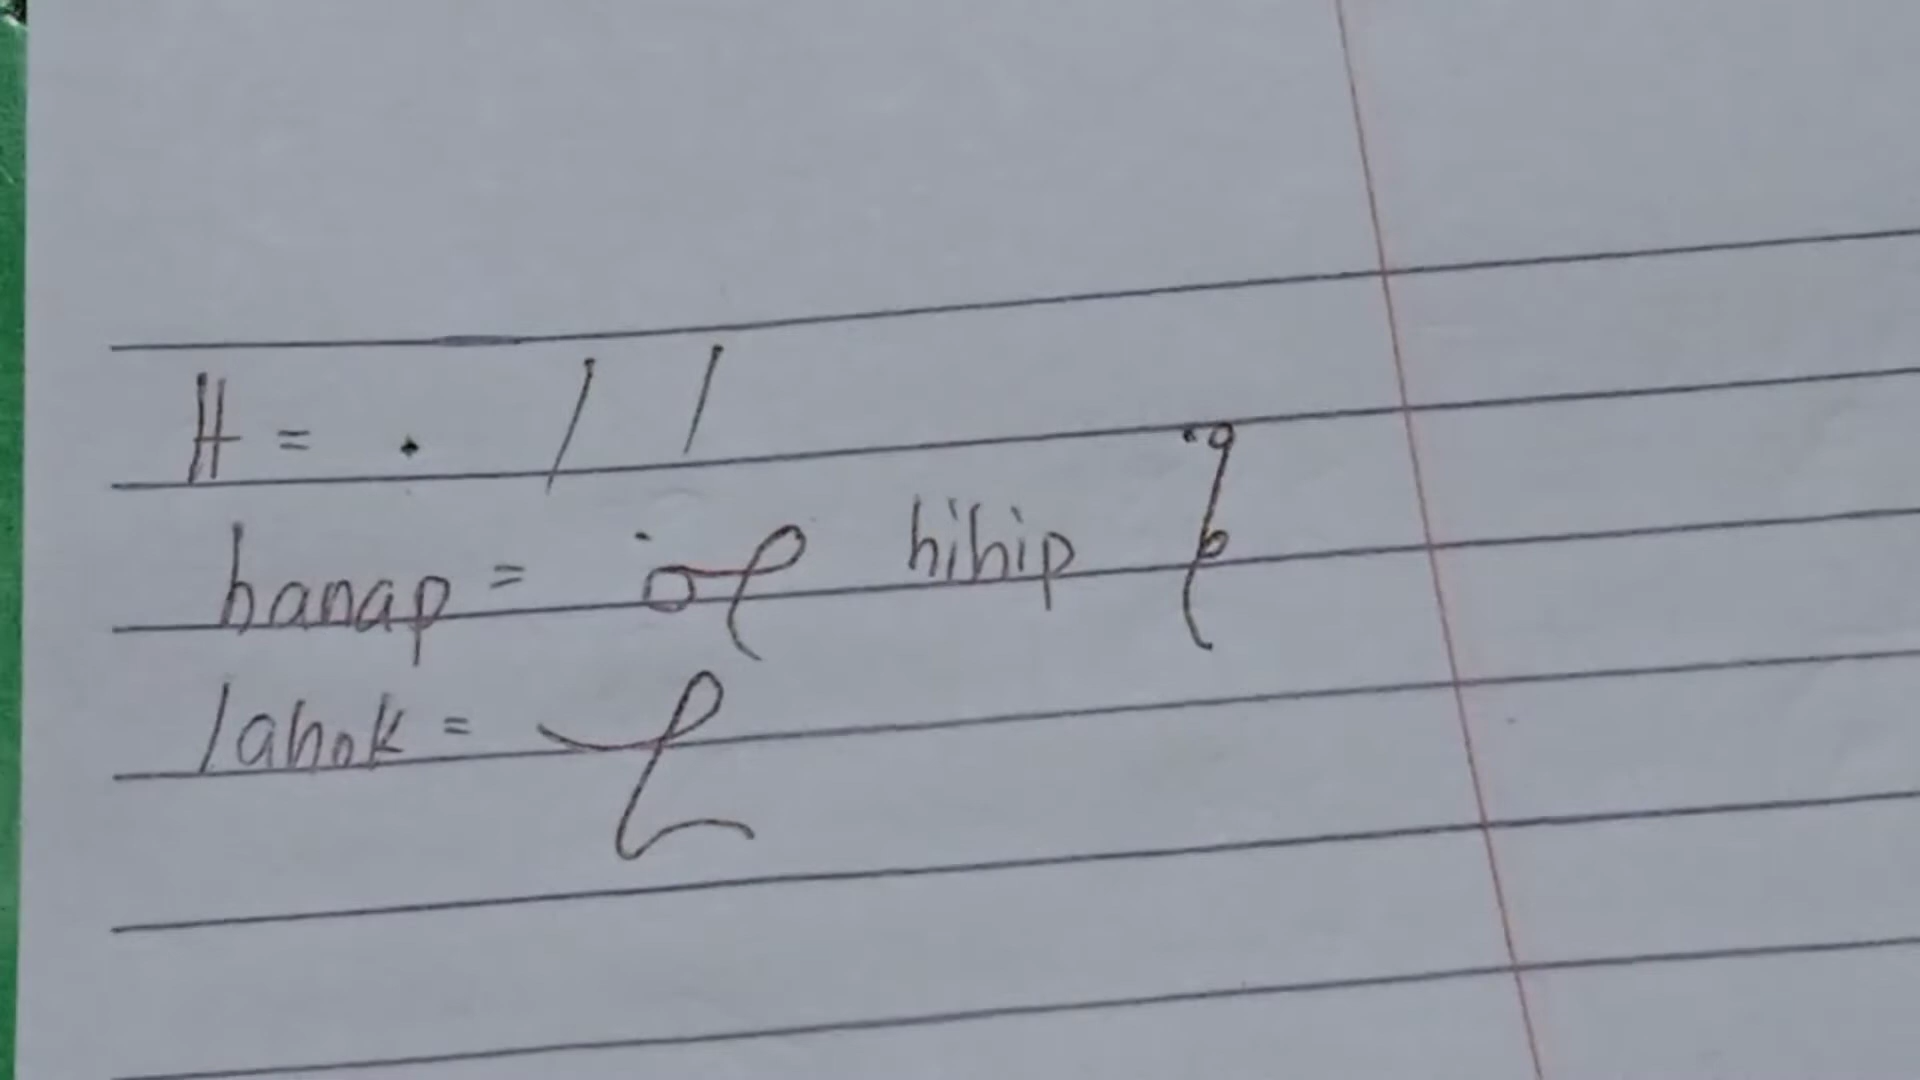 H = . / /
hanap = hihip
lahok =